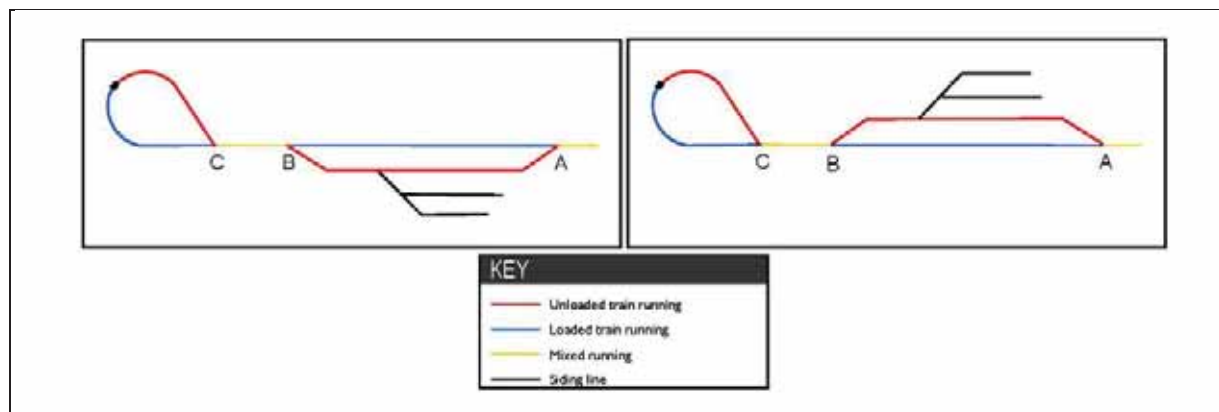 C B A
C B A
KEY
Unloaded train running
Loaded train running
Mixed running
Siding line